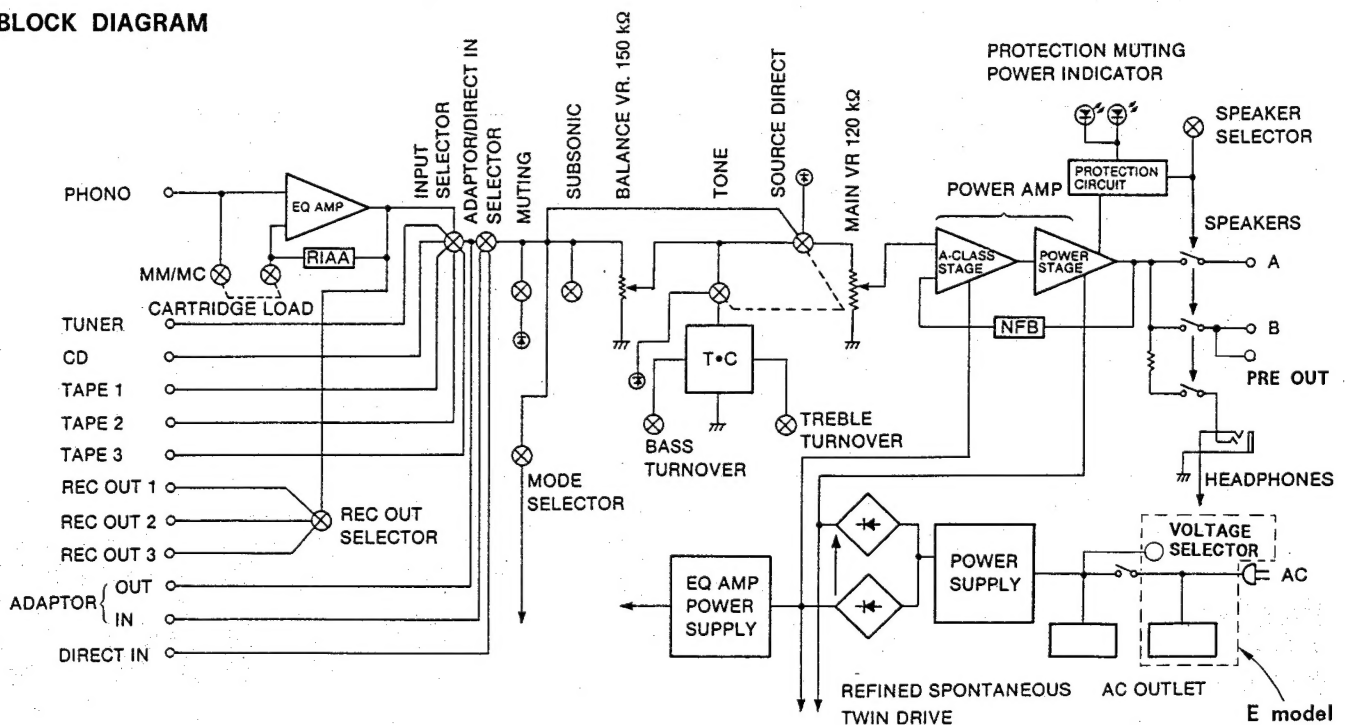 BLOCK DIAGRAM
PHONO
EQ AMP
RIAA
MM/MC
CARTRIDGE LOAD
TUNER
CD
TAPE 1
TAPE 2
TAPE 3
REC OUT 1
REC OUT 2
REC OUT 3
REC OUT
SELECTOR
ADAPTOR
OUT
IN
DIRECT IN
INPUT
SELECTOR
ADAPTOR/DIRECT IN
SELECTOR
MUTING
SUBSONIC
BALANCE VR. 150 kΩ
TONE
SOURCE DIRECT
MAIN VR 120 kΩ
MODE
SELECTOR
T•C
BASS
TURNOVER
TREBLE
TURNOVER
PROTECTION MUTING
POWER INDICATOR
SPEAKER
SELECTOR
PROTECTION
CIRCUIT
POWER AMP
A-CLASS
STAGE
POWER
STAGE
NFB
SPEAKERS
A
B
PRE OUT
HEADPHONES
VOLTAGE
SELECTOR
AC
EQ AMP
POWER
SUPPLY
POWER
SUPPLY
REFINED SPONTANEOUS
TWIN DRIVE
AC OUTLET
E model